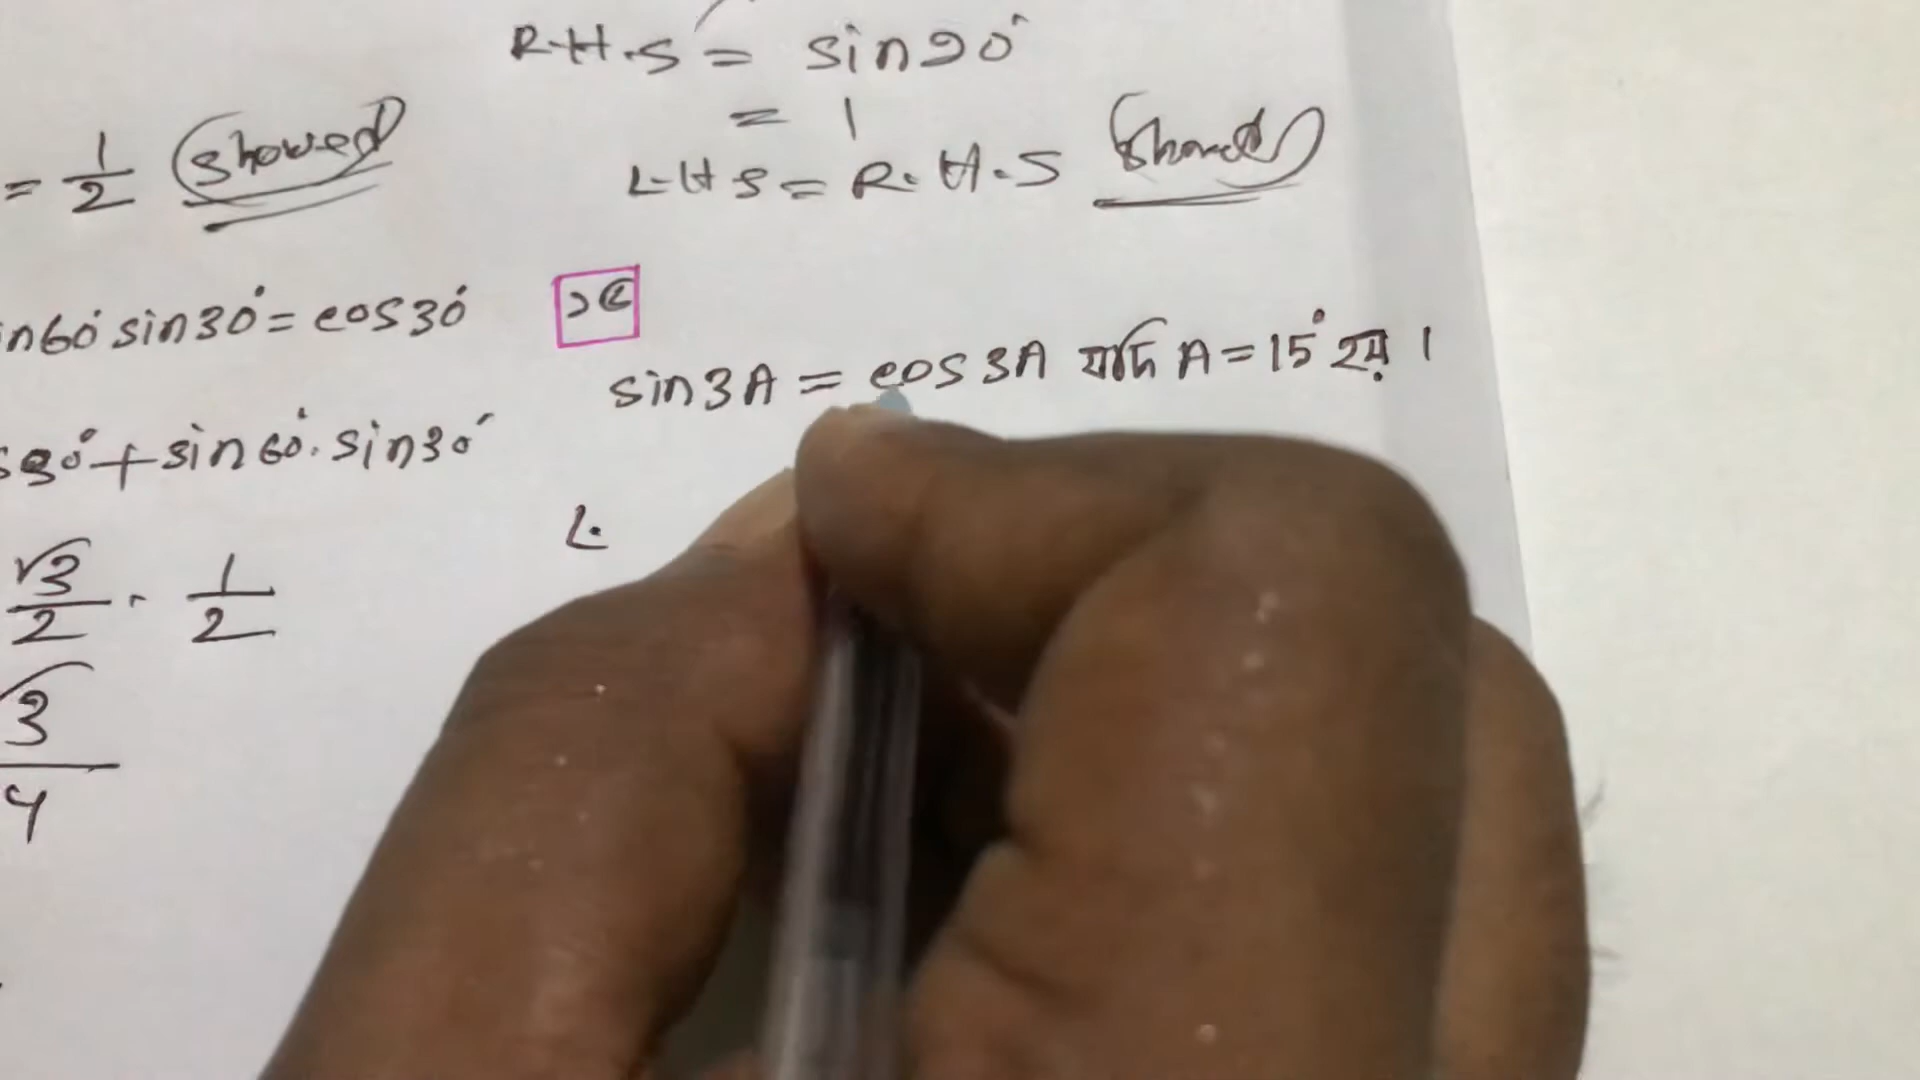 R.H.S = sin90°
= 1
L.H.S = R.H.S (Showed)
= 1/2 (Showed)
n60° sin30° = cos30°
s30° + sin60°. sin30°
√3/2 . 1/2
√3/4
১৫
sin3A = cos3A যদি A = 15° হয়।
L.